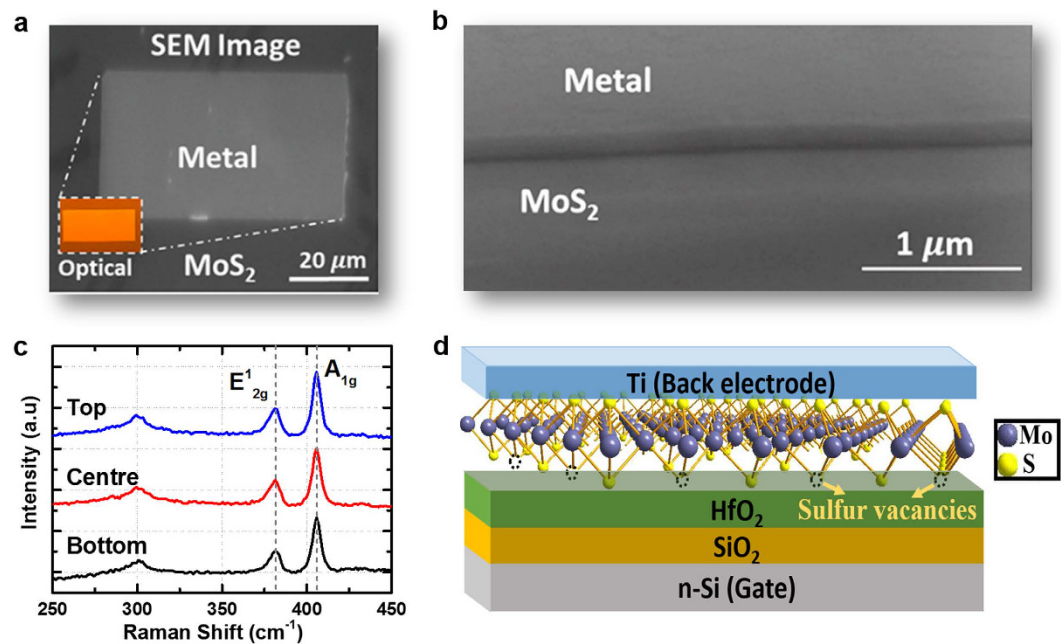 a
SEM Image
Metal
Optical
MoS₂
20 μm
b
Metal
MoS₂
1 μm
c
E¹₂g
A₁g
Top
Centre
Bottom
Intensity (a.u)
250 300 350 400 450
Raman Shift (cm⁻¹)
d
Ti (Back electrode)
Mo
S
HfO₂
Sulfur vacancies
SiO₂
n-Si (Gate)